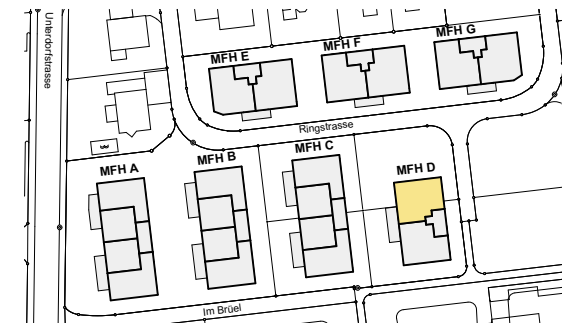 Unterdorfstrasse
MFH E
MFH F
MFH G
Ringstrasse
MFH A
MFH B
MFH C
MFH D
Im Brüel